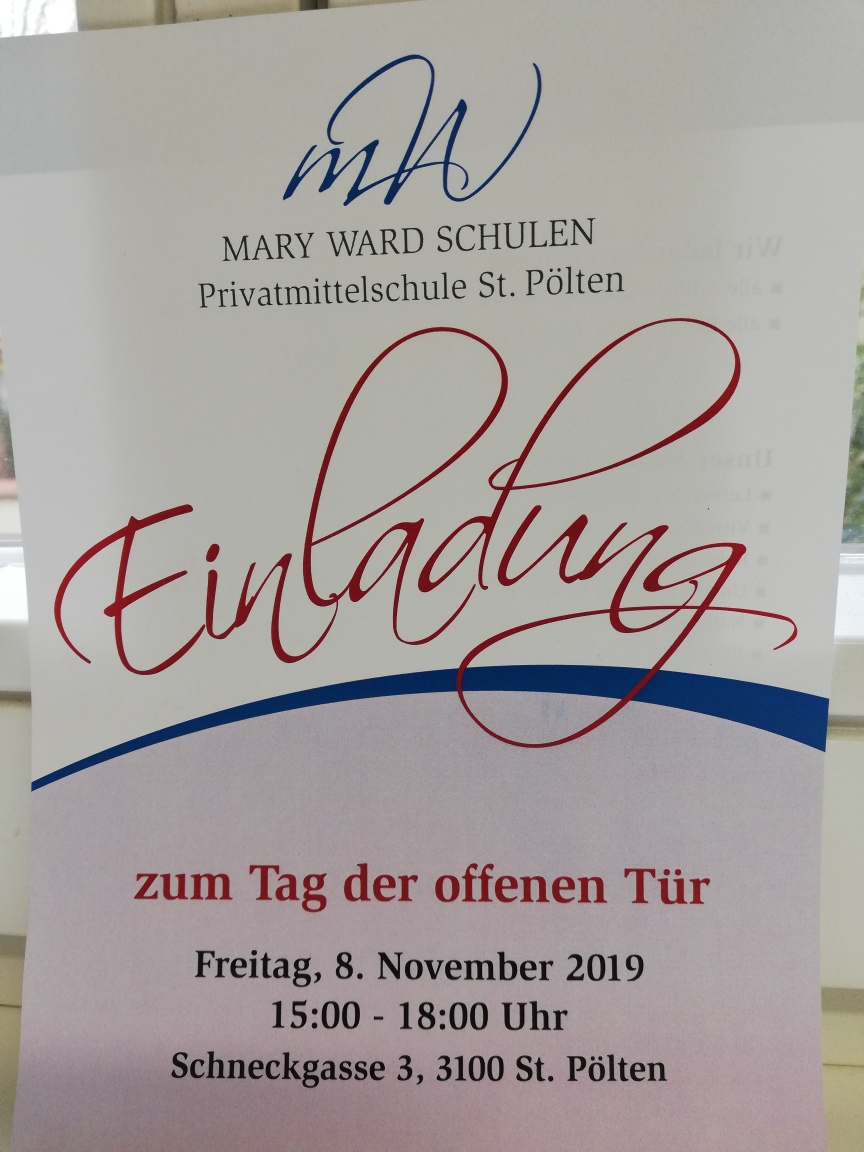 mW
MARY WARD SCHULEN
Privatmittelschule St. Pölten
Einladung
zum Tag der offenen Tür
Freitag, 8. November 2019
15:00 - 18:00 Uhr
Schneckgasse 3, 3100 St. Pölten